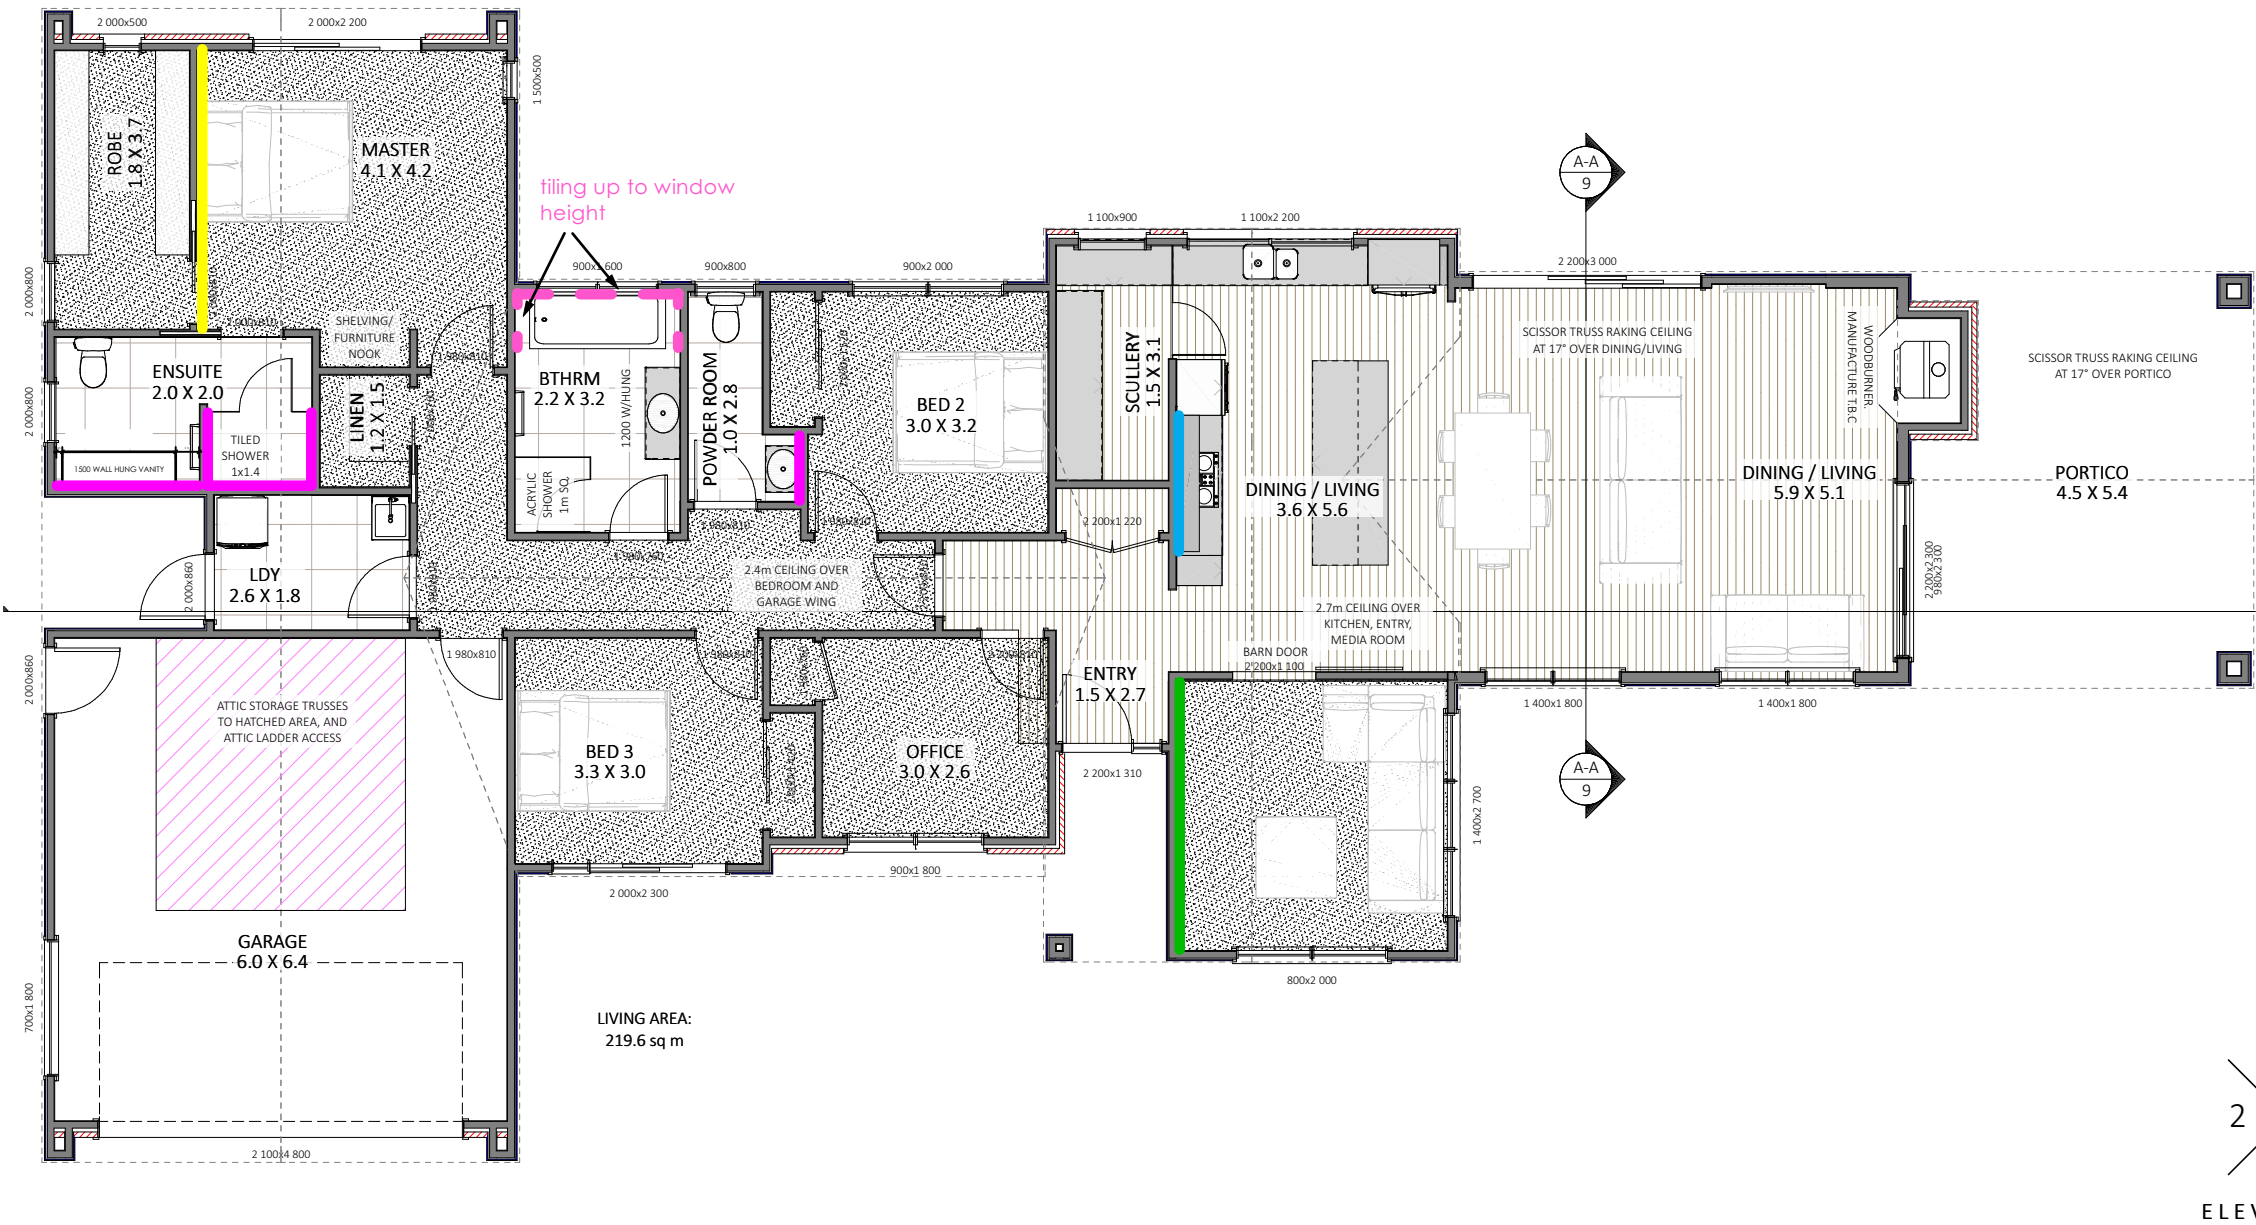 2 000x500
2 000x2 200
1 500x500
ROBE
1.8 X 3.7
MASTER
4.1 X 4.2
tiling up to window
height
A-A
9
1 100x900
1 100x2 200
900x1 600
900x800
900x2 000
2 200x3 000
2 000x800
SHELVING/
FURNITURE
NOOK
1 980x810
SCISSOR TRUSS RAKING CEILING
AT 17° OVER DINING/LIVING
WOODBURNER.
MANUFACTURE T.B.C
SCISSOR TRUSS RAKING CEILING
AT 17° OVER PORTICO
ENSUITE
2.0 X 2.0
BTHRM
2.2 X 3.2
1200 W/HUNG
POWDER ROOM
1.0 X 2.8
BED 2
3.0 X 3.2
SCULLERY
1.5 X 3.1
LINEN
1.2 X 1.5
2 000x800
TILED
SHOWER
1x1.4
1500 WALL HUNG VANITY
ACRYLIC
SHOWER
1m SQ.
DINING / LIVING
3.6 X 5.6
DINING / LIVING
5.9 X 5.1
PORTICO
4.5 X 5.4
1 980x810
2 200x1 220
LDY
2.6 X 1.8
2 000x860
2.4m CEILING OVER
BEDROOM AND
GARAGE WING
2 200x2 300
980x2 300
2.7m CEILING OVER
KITCHEN, ENTRY,
MEDIA ROOM
BARN DOOR
2 200x1 100
1 980x810
1 980x810
2 000x860
ENTRY
1.5 X 2.7
ATTIC STORAGE TRUSSES
TO HATCHED AREA, AND
ATTIC LADDER ACCESS
1 400x1 800
1 400x1 800
BED 3
3.3 X 3.0
OFFICE
3.0 X 2.6
2 200x1 310
A-A
9
1 400x2 700
900x1 800
2 000x2 300
GARAGE
6.0 X 6.4
800x2 000
700x1 800
LIVING AREA:
219.6 sq m
2 100x4 800
2
ELEV